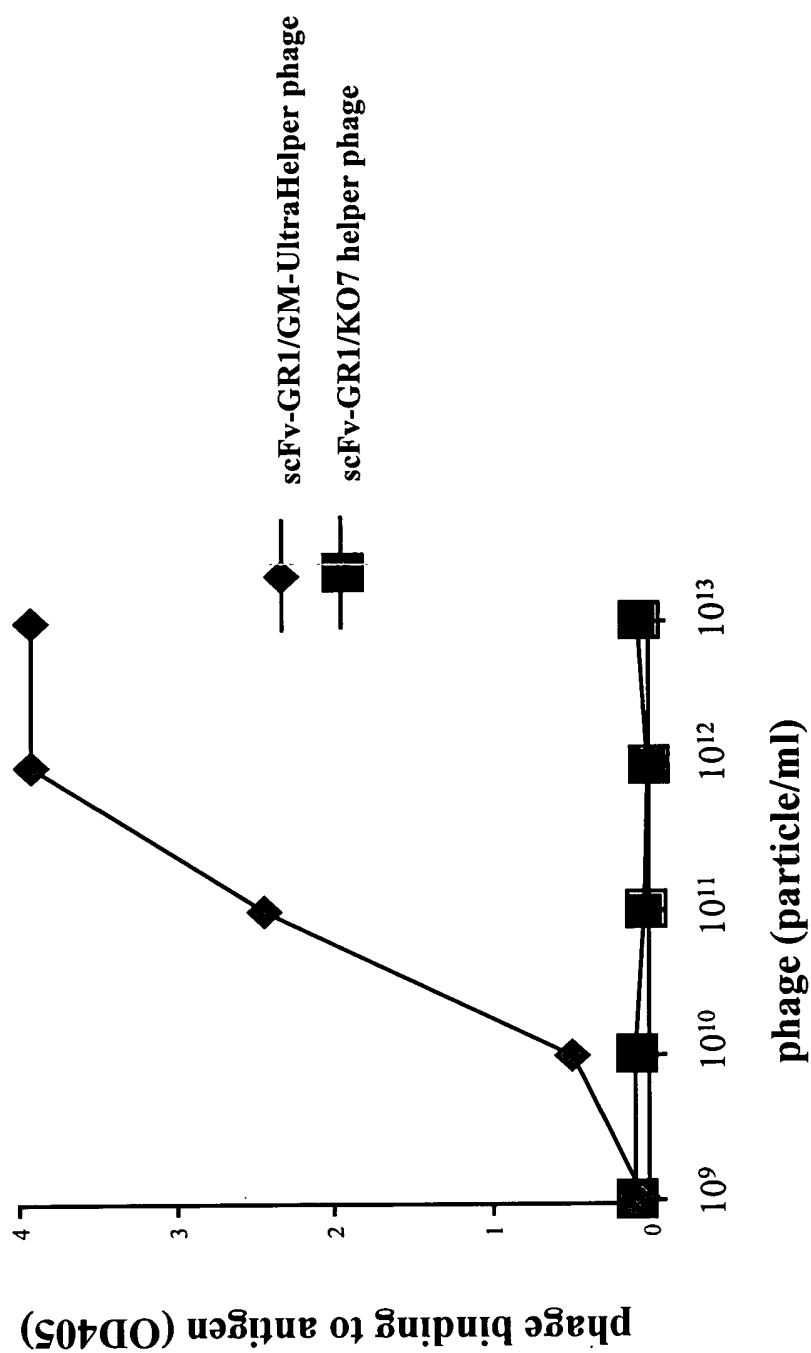 phage binding to antigen (OD405)
4
3
2
1
0
10⁹
10¹⁰
10¹¹
10¹²
10¹³
phage (particle/ml)
scFv-GR1/GM-UltraHelper phage
scFv-GR1/KO7 helper phage